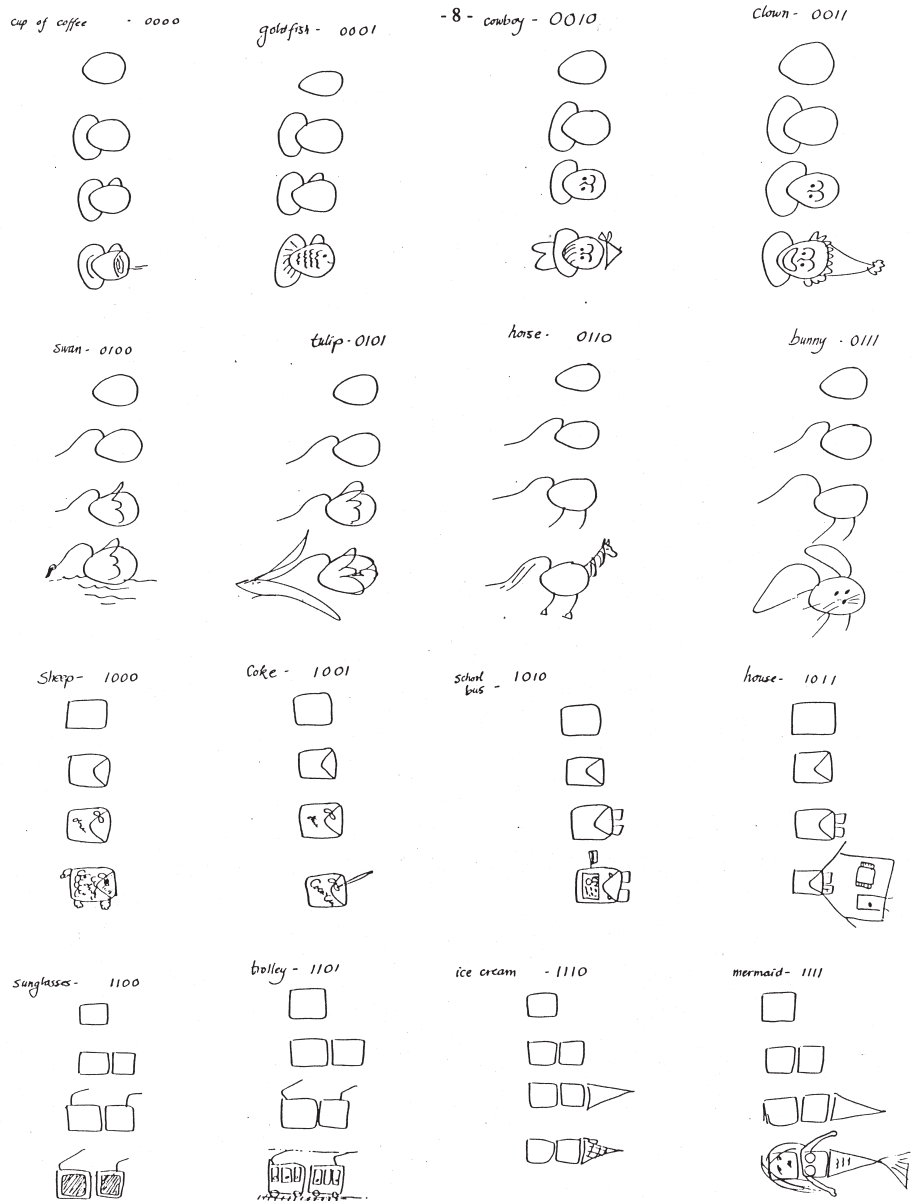 - 8 -
cup of coffee - 0000
goldfish - 0001
cowboy - 0010
Clown - 0011
swan - 0100
tulip - 0101
horse - 0110
bunny - 0111
Sheep - 1000
Coke - 1001
school
bus - 1010
house - 1011
sunglasses - 1100
trolley - 1101
ice cream - 1110
mermaid - 1111